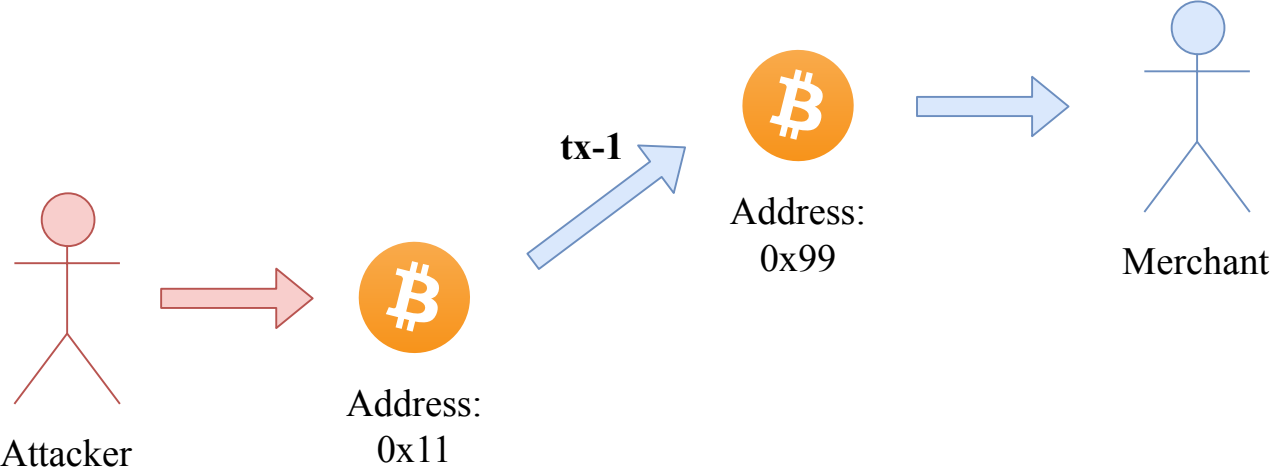 tx-1
Address:
0x99
Merchant
Address:
0x11
Attacker